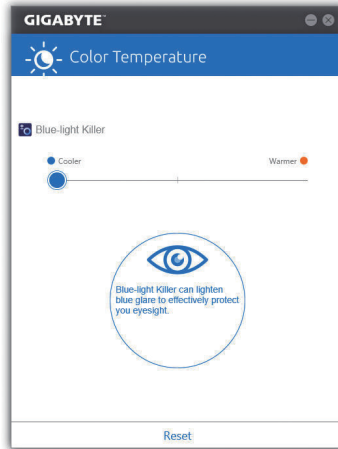 GIGABYTE™
Color Temperature
Blue-light Killer
Cooler
Warmer
Blue-light Killer can lighten
blue glare to effectively protect
you eyesight.
Reset